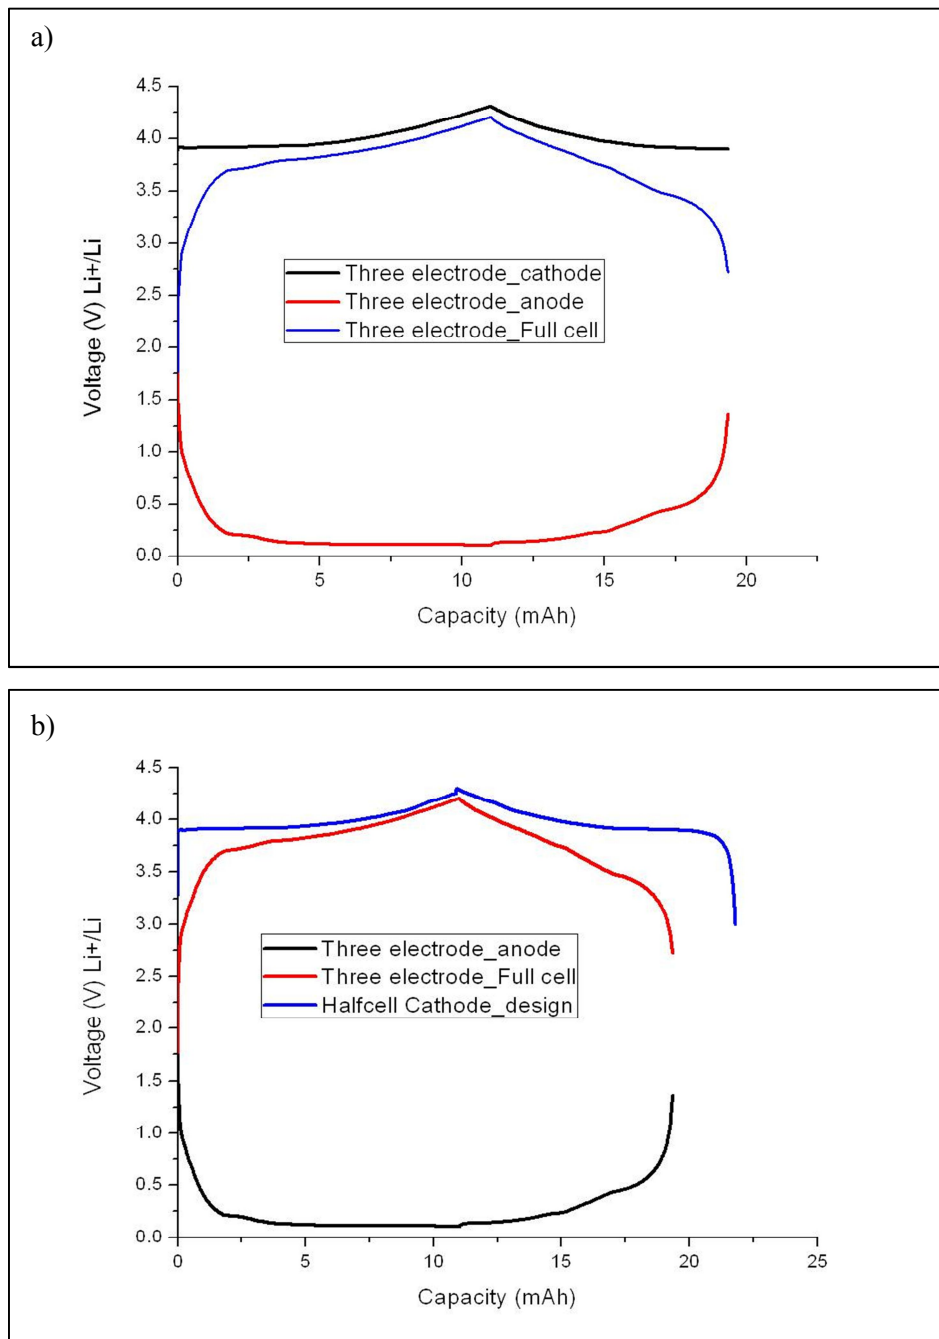 a)
4.5
4.0
3.5
3.0
2.5
2.0
1.5
1.0
0.5
0.0
Voltage (V) Li+/Li
Three electrode_cathode
Three electrode_anode
Three electrode_Full cell
0 5 10 15 20
Capacity (mAh)
b)
4.5
4.0
3.5
3.0
2.5
2.0
1.5
1.0
0.5
0.0
Voltage (V) Li+/Li
Three electrode_anode
Three electrode_Full cell
Halfcell Cathode_design
0 5 10 15 20 25
Capacity (mAh)